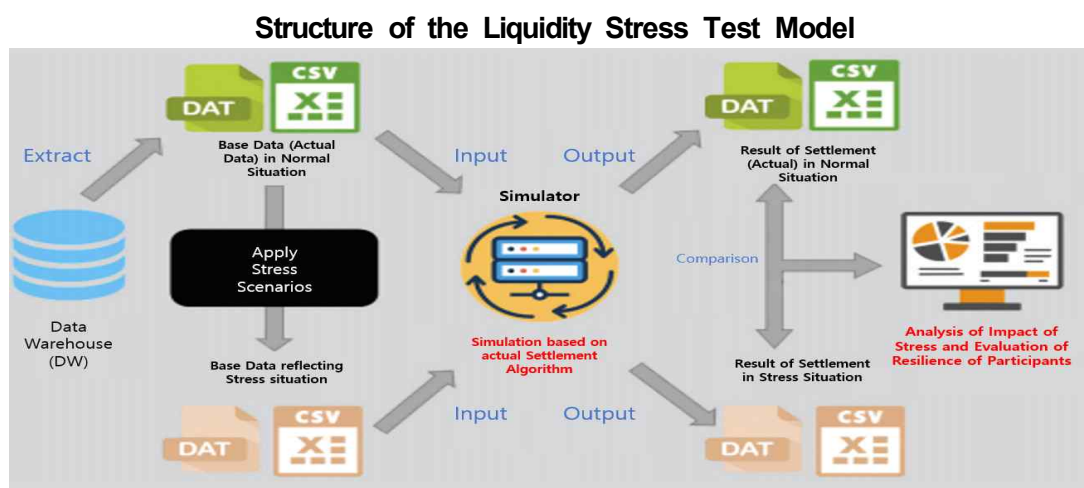 Structure of the Liquidity Stress Test Model
DAT
CSV
Base Data (Actual
Data) in Normal
Situation
Extract
Input
Output
DAT
CSV
Result of Settlement
(Actual) in Normal
Situation
Simulator
Apply
Stress
Scenarios
Comparison
Data
Warehouse
(DW)
Simulation based on
actual Settlement
Algorithm
Analysis of Impact of
Stress and Evaluation of
Resilience of Participants
Base Data reflecting
Stress situation
Result of Settlement
in Stress Situation
Input
Output
DAT
CSV
DAT
CSV